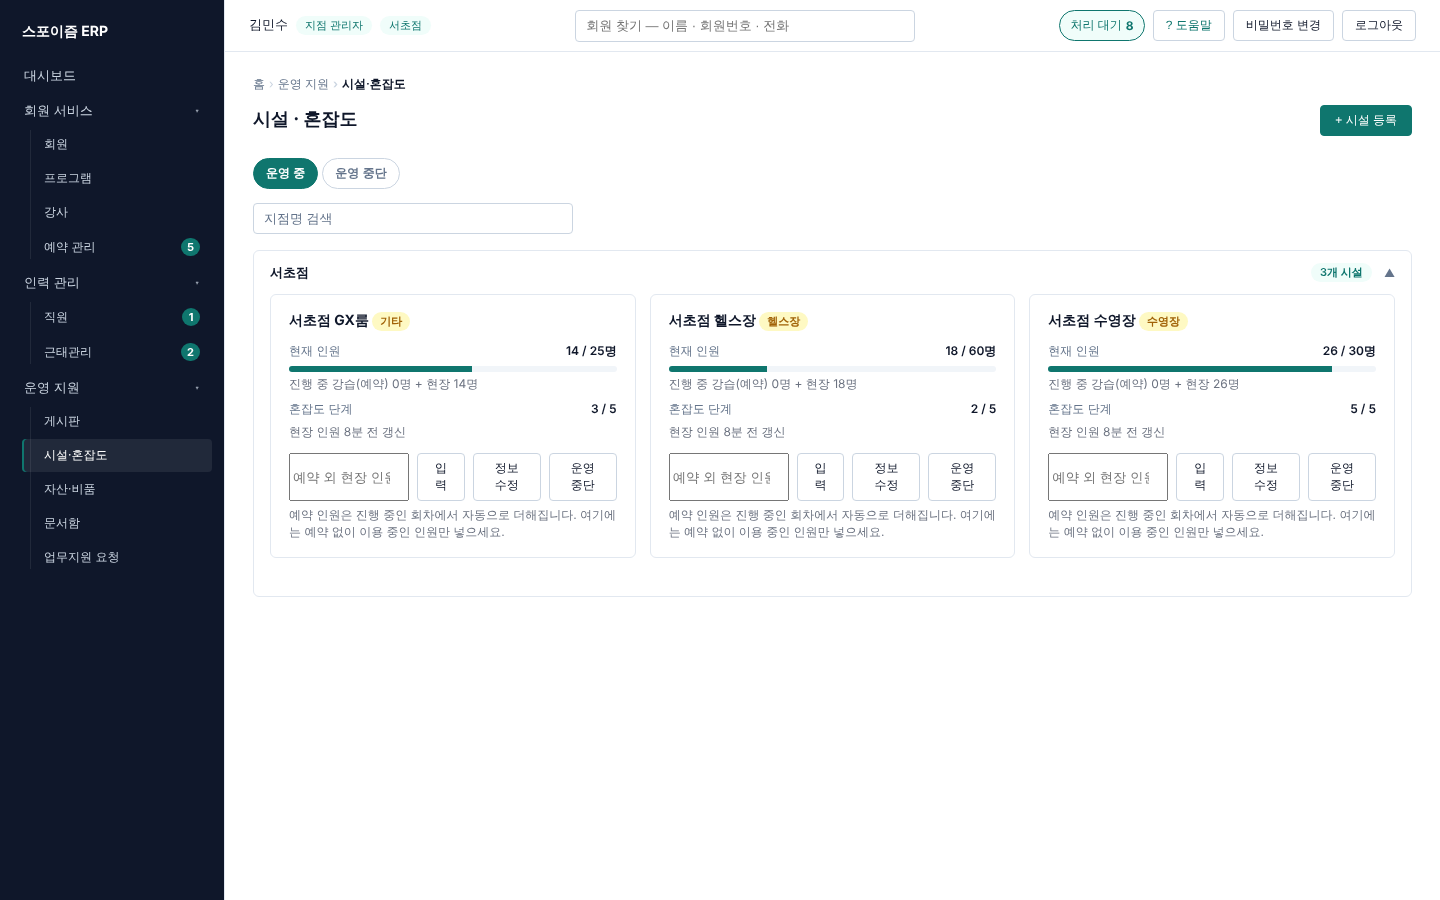 스포이즘 ERP
대시보드
회원 서비스
회원
프로그램
강사
예약 관리 5
인력 관리
직원 1
근태관리 2
운영 지원
게시판
시설·혼잡도
자산·비품
문서함
업무지원 요청
김민수 지점 관리자 서초점
회원 찾기 — 이름 · 회원번호 · 전화
처리 대기 8
? 도움말
비밀번호 변경
로그아웃
홈 › 운영 지원 › 시설·혼잡도
시설 · 혼잡도
+ 시설 등록
운영 중
운영 중단
지점명 검색
서초점
3개 시설 ▲
서초점 GX룸 기타
현재 인원 14 / 25명
진행 중 강습(예약) 0명 + 현장 14명
혼잡도 단계 3 / 5
현장 인원 8분 전 갱신
예약 외 현장 인원
입력
정보 수정
운영 중단
예약 인원은 진행 중인 회차에서 자동으로 더해집니다. 여기에
는 예약 없이 이용 중인 인원만 넣으세요.
서초점 헬스장 헬스장
현재 인원 18 / 60명
진행 중 강습(예약) 0명 + 현장 18명
혼잡도 단계 2 / 5
현장 인원 8분 전 갱신
예약 외 현장 인원
입력
정보 수정
운영 중단
예약 인원은 진행 중인 회차에서 자동으로 더해집니다. 여기에
는 예약 없이 이용 중인 인원만 넣으세요.
서초점 수영장 수영장
현재 인원 26 / 30명
진행 중 강습(예약) 0명 + 현장 26명
혼잡도 단계 5 / 5
현장 인원 8분 전 갱신
예약 외 현장 인원
입력
정보 수정
운영 중단
예약 인원은 진행 중인 회차에서 자동으로 더해집니다. 여기에
는 예약 없이 이용 중인 인원만 넣으세요.